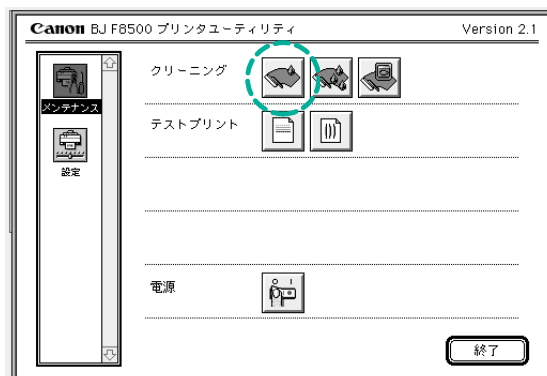 Canon BJ F8500 プリンタユーティリティ Version 2.1
クリーニング
メンテナンス
テストプリント
設定
電源
終了